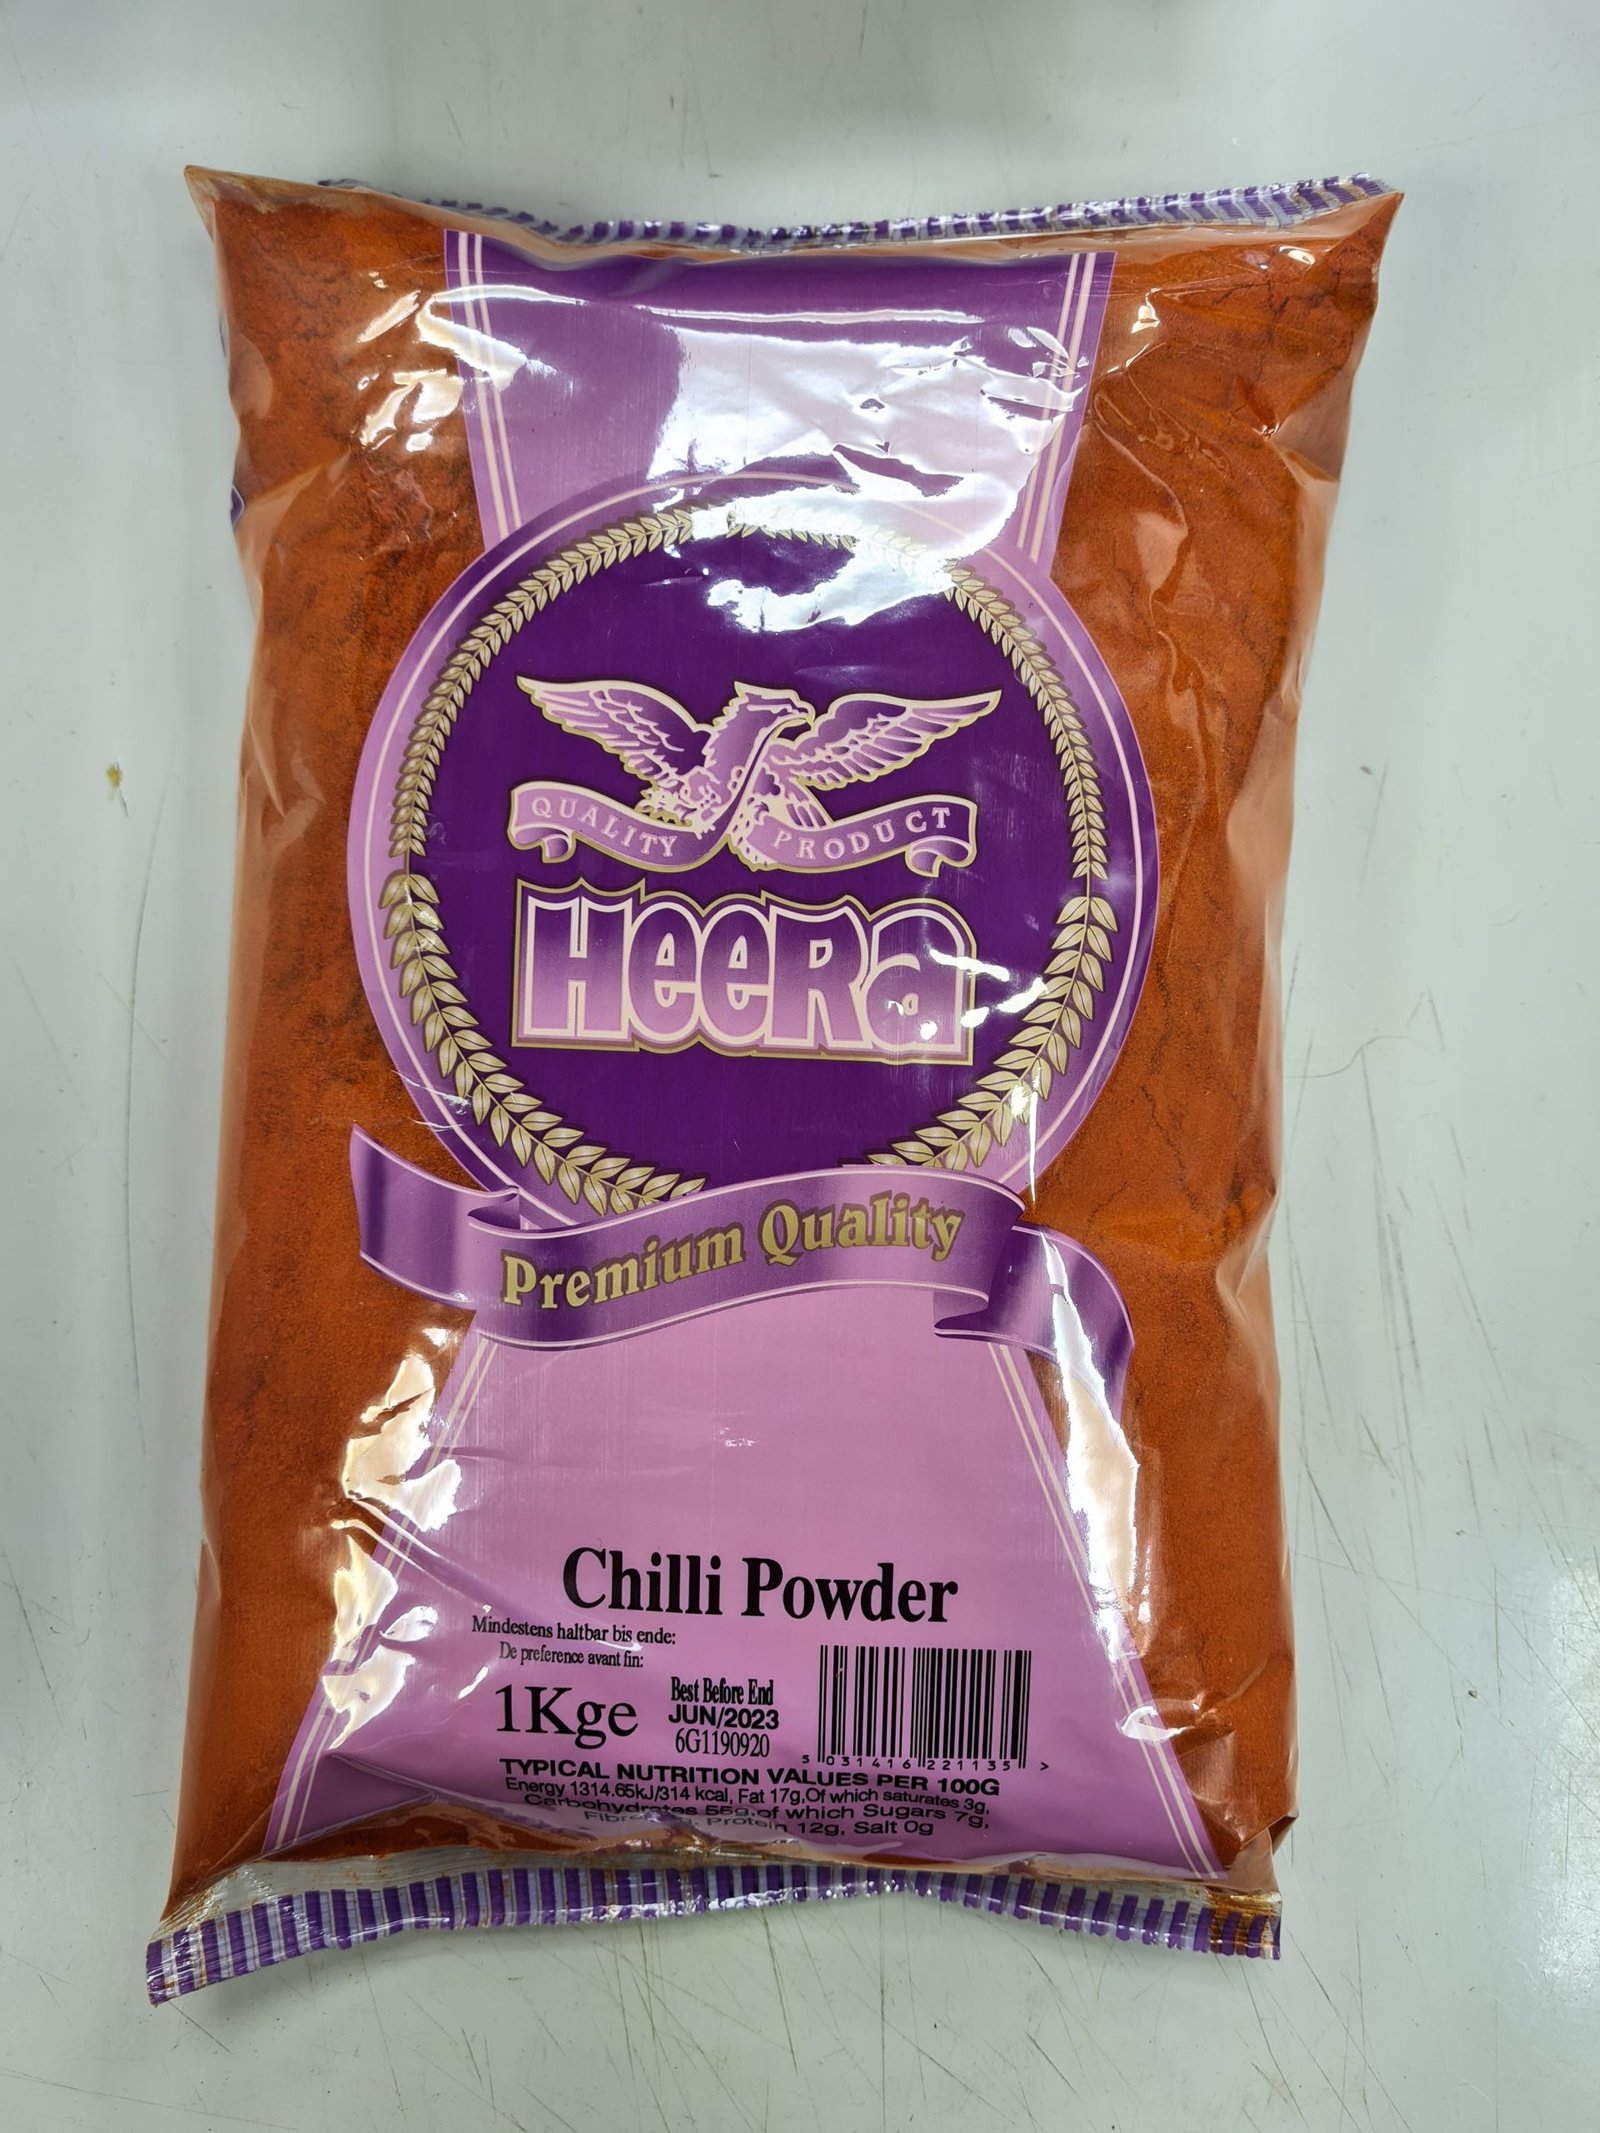 QUALITY PRODUCT
HeeRa
Premium Quality
Chilli Powder
Mindestens haltbar bis ende:
De preference avant fin:
1Kge
Best Before End
JUN/2023
6G1190920
5 031416 221135 >
TYPICAL NUTRITION VALUES PER 100G
Energy 1314.65kJ/314 kcal, Fat 17g,Of which saturates 3g,
Carbohydrates 55g,of which Sugars 7g,
Protein 12g, Salt 0g